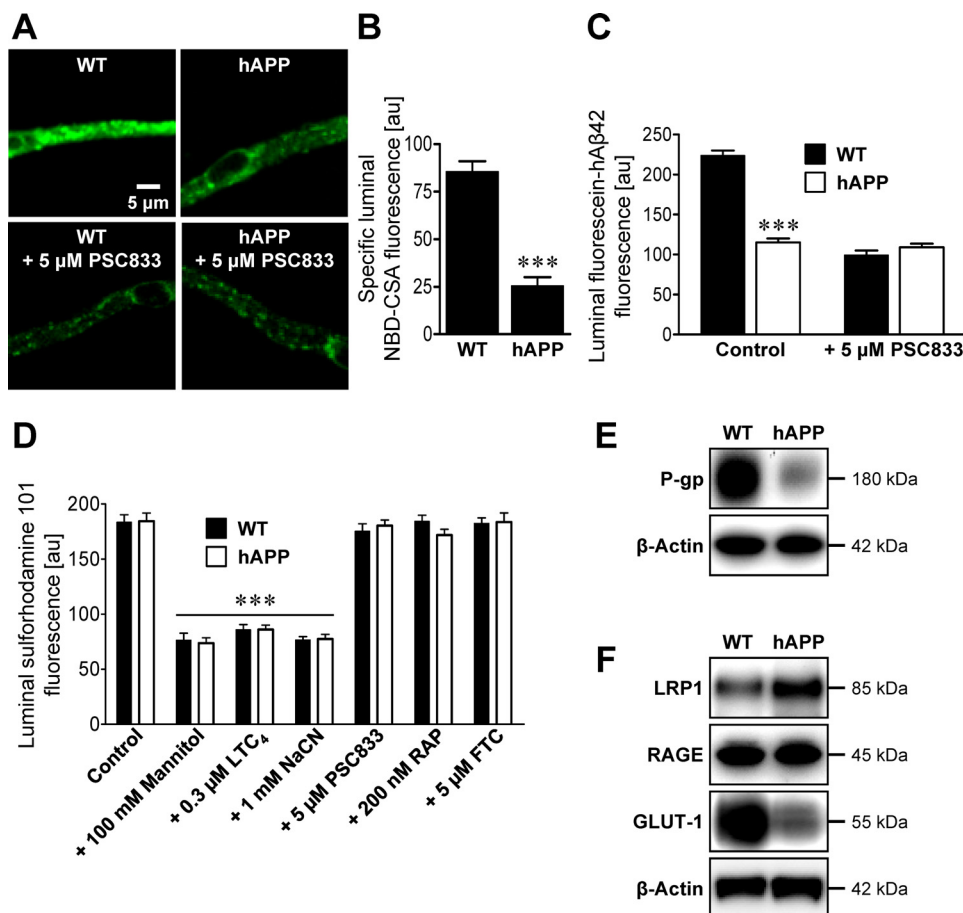 A
WT
hAPP
5 µm
WT
+ 5 µM PSC833
hAPP
+ 5 µM PSC833
B
Specific luminal
NBD-CSA fluorescence [au]
100
75
50
25
0
***
WT
hAPP
C
Luminal fluorescein-hAβ42
fluorescence [au]
250
200
150
100
50
0
WT
hAPP
***
Control
+ 5 µM PSC833
D
Luminal sulforhodamine 101
fluorescence [au]
200
150
100
50
0
WT
hAPP
***
Control
+ 100 mM Mannitol
+ 0.3 µM LTC₄
+ 1 mM NaCN
+ 5 µM PSC833
+ 200 nM RAP
+ 5 µM FTC
E
WT hAPP
P-gp 180 kDa
β-Actin 42 kDa
F
WT hAPP
LRP1 85 kDa
RAGE 45 kDa
GLUT-1 55 kDa
β-Actin 42 kDa